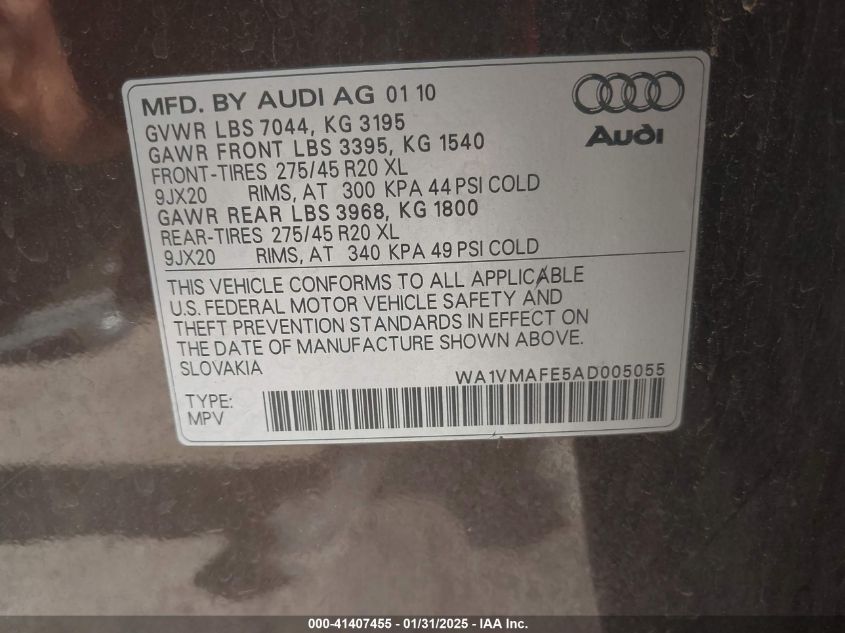 MFD. BY AUDI AG 01 10
GVWR LBS 7044, KG 3195
GAWR FRONT LBS 3395, KG 1540
FRONT-TIRES 275/45 R20 XL
9JX20 RIMS, AT 300 KPA 44 PSI COLD
GAWR REAR LBS 3968, KG 1800
REAR-TIRES 275/45 R20 XL
9JX20 RIMS, AT 340 KPA 49 PSI COLD
Audi
THIS VEHICLE CONFORMS TO ALL APPLICABLE
U.S. FEDERAL MOTOR VEHICLE SAFETY AND
THEFT PREVENTION STANDARDS IN EFFECT ON
THE DATE OF MANUFACTURE SHOWN ABOVE.
SLOVAKIA
WA1VMAFE5AD005055
TYPE:
MPV
000-41407455 - 01/31/2025 - IAA Inc.